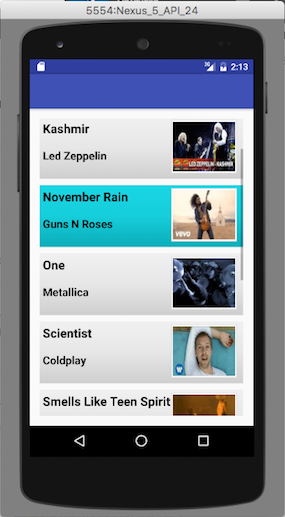 5554:Nexus_5_API_24
3G
2:13
Kashmir
Led Zeppelin
LED ZEPPELIN - KASHMIR
November Rain
Guns N Roses
vevo
One
Metallica
Scientist
Coldplay
Smells Like Teen Spirit